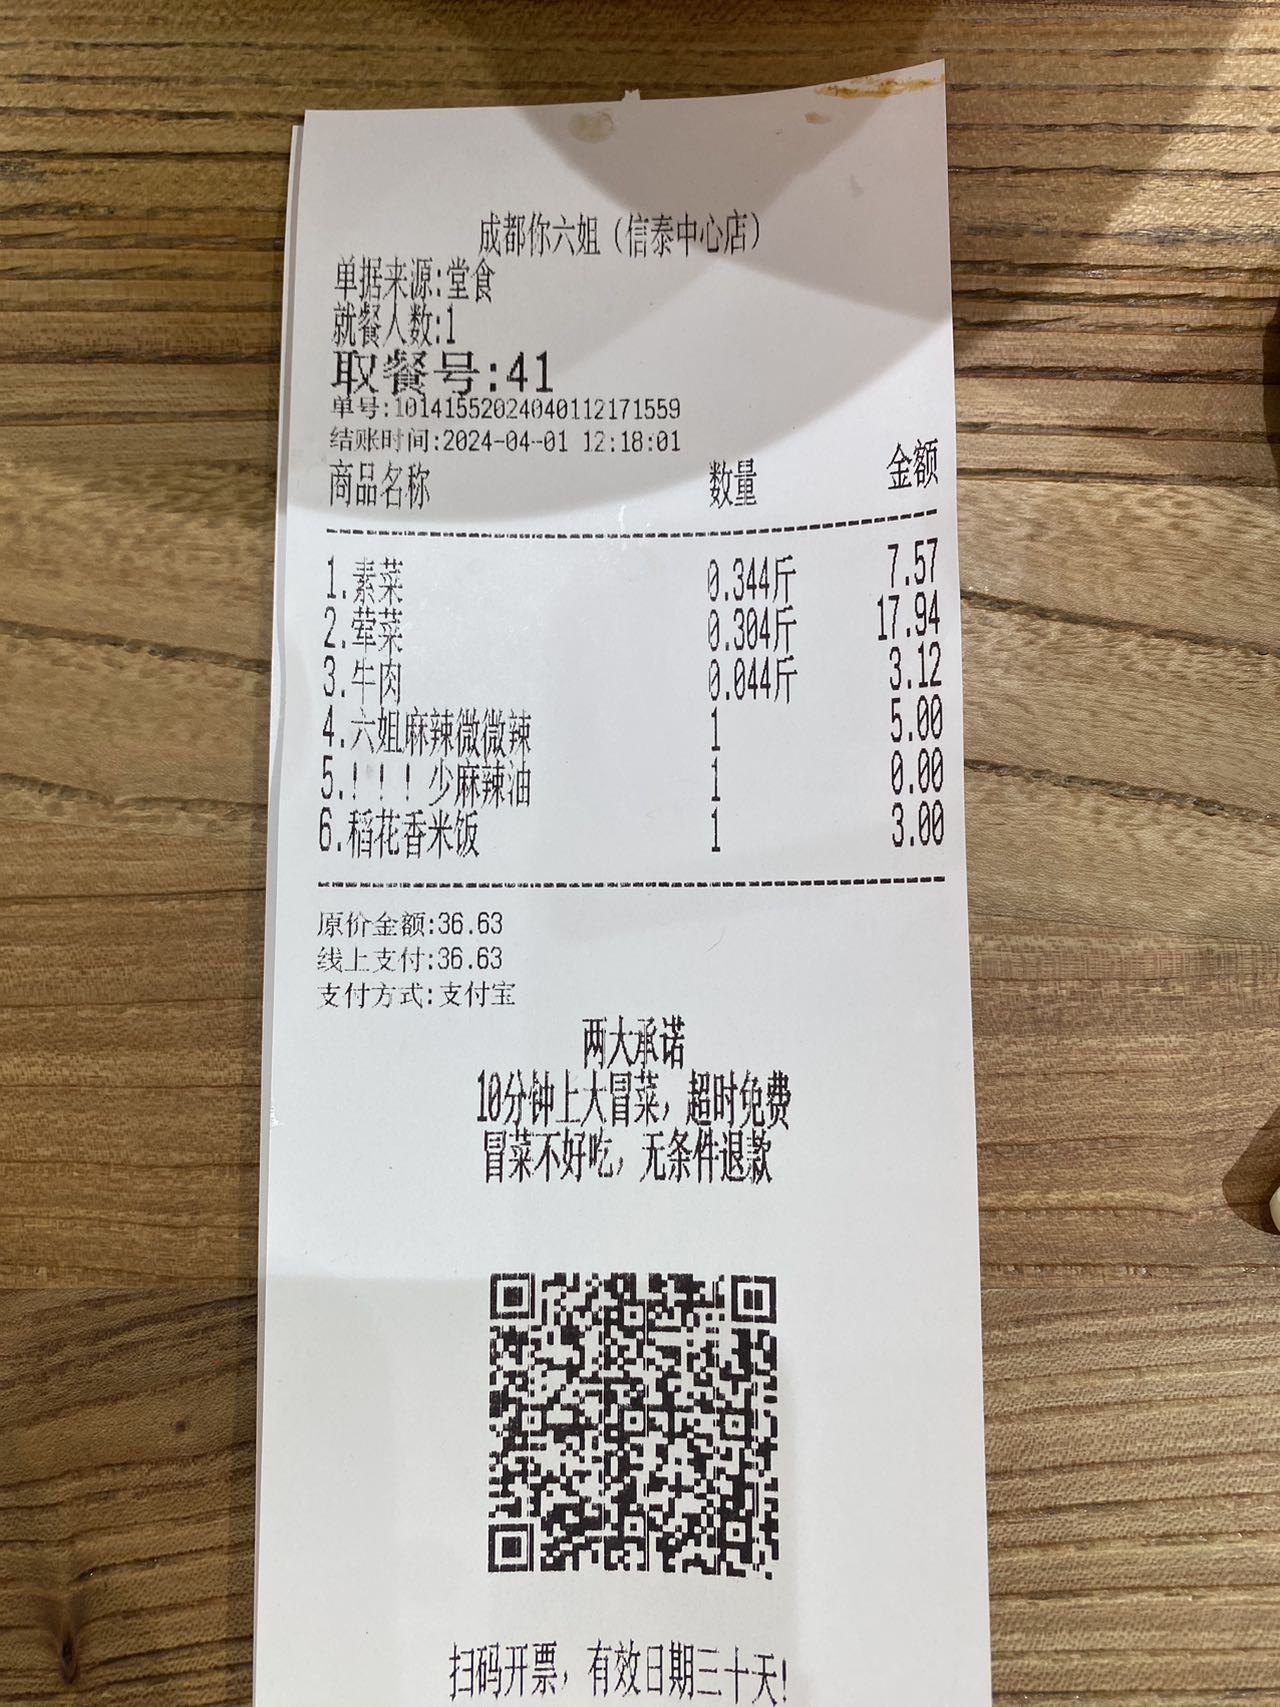 成都你六姐（信泰中心店）
单据来源:堂食
就餐人数:1
取餐号:41
单号:10141552024040112171559
结账时间:2024-04-01 12:18:01
商品名称 数量 金额
1.素菜 0.344斤 7.57
2.荤菜 0.304斤 17.94
3.牛肉 0.044斤 3.12
4.六姐麻辣微微辣 1 5.00
5.！！！少麻辣油 1 0.00
6.稻花香米饭 1 3.00
原价金额:36.63
线上支付:36.63
支付方式:支付宝
两大承诺
10分钟上大冒菜，超时免费
冒菜不好吃，无条件退款
扫码开票，有效日期三十天!